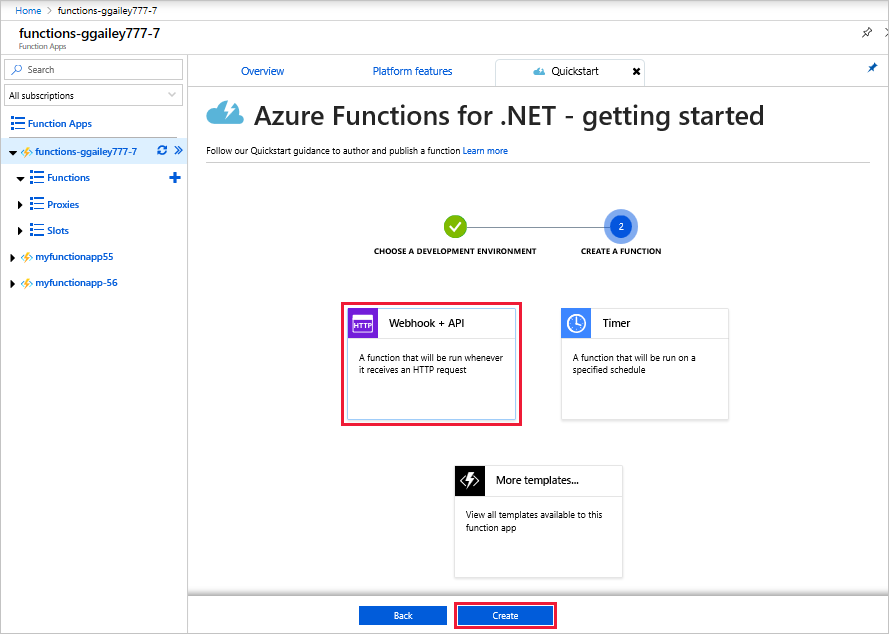 Home > functions-ggailey777-7
functions-ggailey777-7
Function Apps
Search
All subscriptions
Function Apps
functions-ggailey777-7
Functions
Proxies
Slots
myfunctionapp55
myfunctionapp-56
Overview
Platform features
Quickstart
Azure Functions for .NET - getting started
Follow our Quickstart guidance to author and publish a function Learn more
2
CHOOSE A DEVELOPMENT ENVIRONMENT
CREATE A FUNCTION
HTTP
Webhook + API
A function that will be run whenever
it receives an HTTP request
Timer
A function that will be run on a
specified schedule
More templates...
View all templates available to this
function app
Back
Create